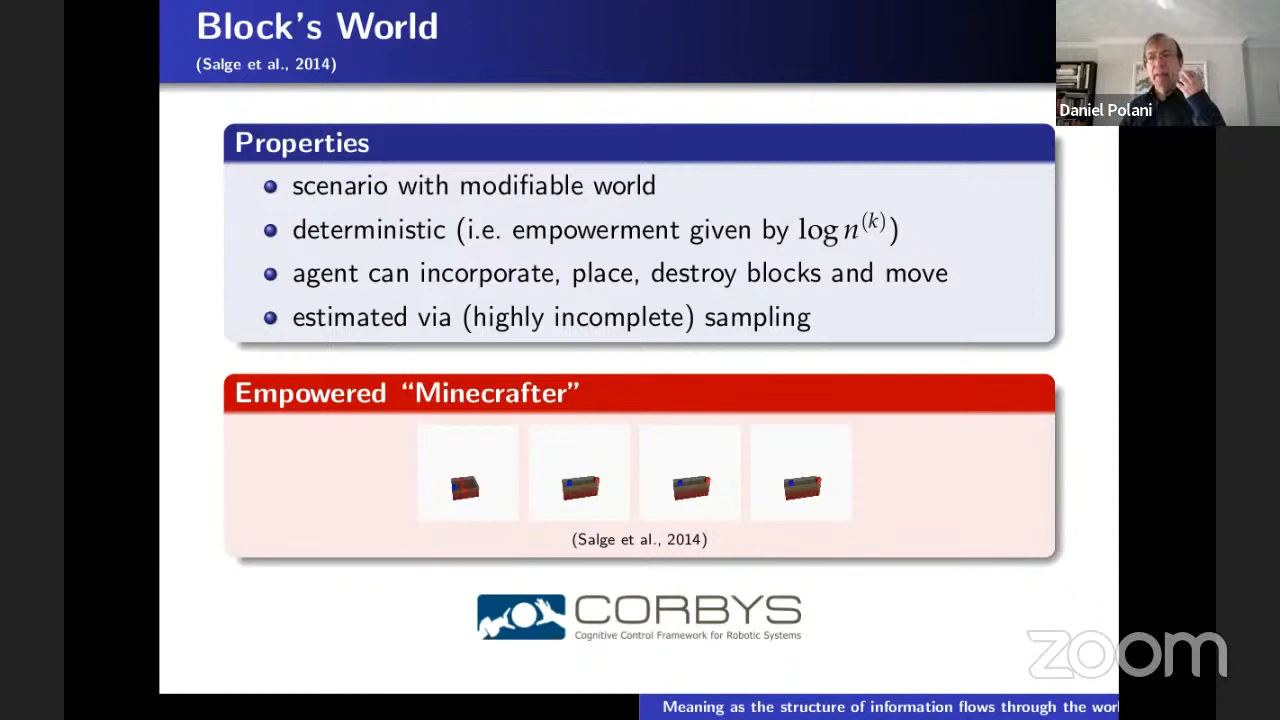 Block's World
(Salge et al., 2014)
Daniel Polani
Properties
scenario with modifiable world
deterministic (i.e. empowerment given by log n^(k))
agent can incorporate, place, destroy blocks and move
estimated via (highly incomplete) sampling
Empowered “Minecrafter”
(Salge et al., 2014)
CORBYS
Cognitive Control Framework for Robotic Systems
zoom
Meaning as the structure of information flows through the wor